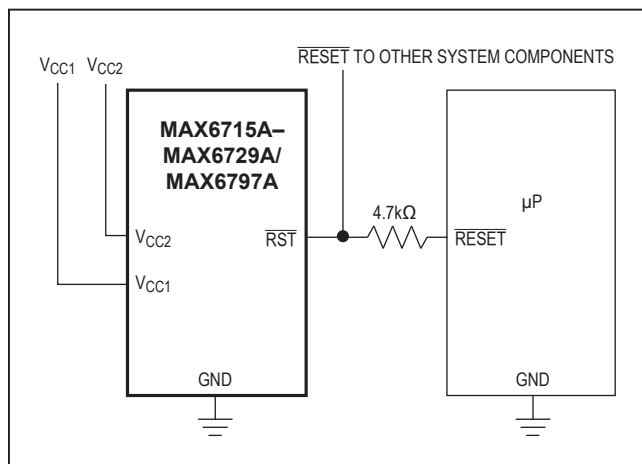 RESET TO OTHER SYSTEM COMPONENTS
VCC1 VCC2
MAX6715A–
MAX6729A/
MAX6797A
µP
4.7kΩ
VCC2
RST
RESET
VCC1
GND
GND